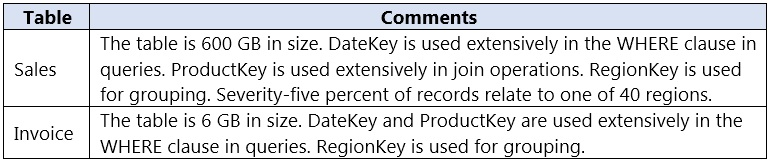 Table Comments
The table is 600 GB in size. DateKey is used extensively in the WHERE clause in
Sales queries. ProductKey is used extensively in join operations. RegionKey is used
for grouping. Severity-five percent of records relate to one of 40 regions.
Invoice The table is 6 GB in size. DateKey and ProductKey are used extensively in the
WHERE clause in queries. RegionKey is used for grouping.